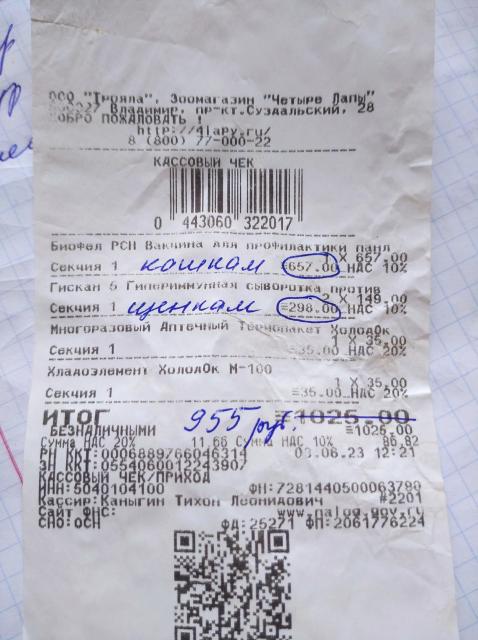 ООО "Трояла", Зоомагазин "Четыре Лапы"
600027 Владимир, пр-кт.Суздальский, 28
ДОБРО ПОЖАЛОВАТЬ !
http://4lapy.ru/
8 (800) 77-000-22
КАССОВЫЙ ЧЕК
0 443060 322017
Биофел PCH Вакцина для профилактики панл
X 657.00
Секция 1 кошкам ≡657.00 НДС 10%
Гискан 5 Гипериммунная сыворотка против
2 X 149.00
Секция 1 щенкам ≡298.00 НДС 10%
Многоразовый Аптечный Термопакет ХолодОк
1 X 35.00
Секция 1 ≡35.00 НДС 20%
Хладоэлемент ХолодОк М-100
1 X 35.00
Секция 1 ≡35.00 НДС 20%
ИТОГ 955 руб. ≡1025.00
БЕЗНАЛИЧНЫМИ ≡1025.00
Сумма НДС 20% 11.66 Сумма НДС 10% 86.82
РН ККТ:0006889766046314 03.06.23 12:21
ЗН ККТ:0554060012243907
КАССОВЫЙ ЧЕК/ПРИХОД
ИНН:5040104100 ФН:7281440500063780
Кассир:Каныгин Тихон Леонидович #2201
Сайт ФНС: www.nalog.gov.ru
СНО:ОСН ФД:25271 ФП:2061776224